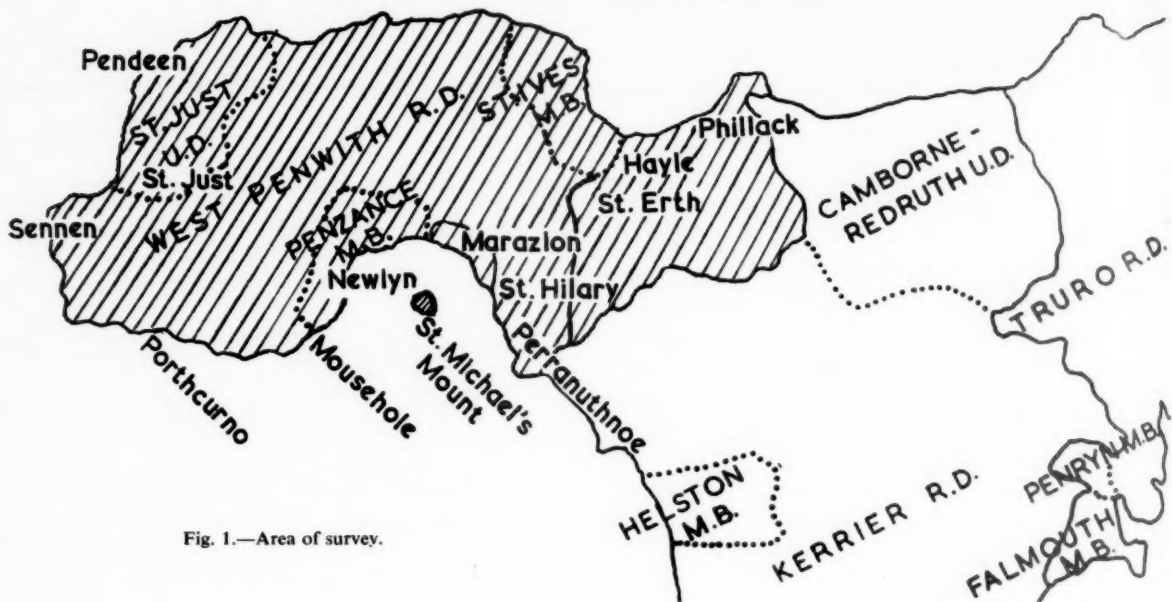 Pendeen
ST. JUST
U.D.
St. Just
Sennen
WEST PENWITH R.D.
ST. IVES
M.B.
PENZANCE
M.B.
Newlyn
Marazion
St. Hilary
Phillack
Hayle
St. Erth
CAMBORNE -
REDRUTH U.D.
TRURO R.D.
Porthcurno
Mousehole
St. Michael's
Mount
Perranuthnoe
HELSTON
M.B.
KERRIER R.D.
PENRYN M.B.
FALMOUTH
M.B.
Fig. 1.—Area of survey.